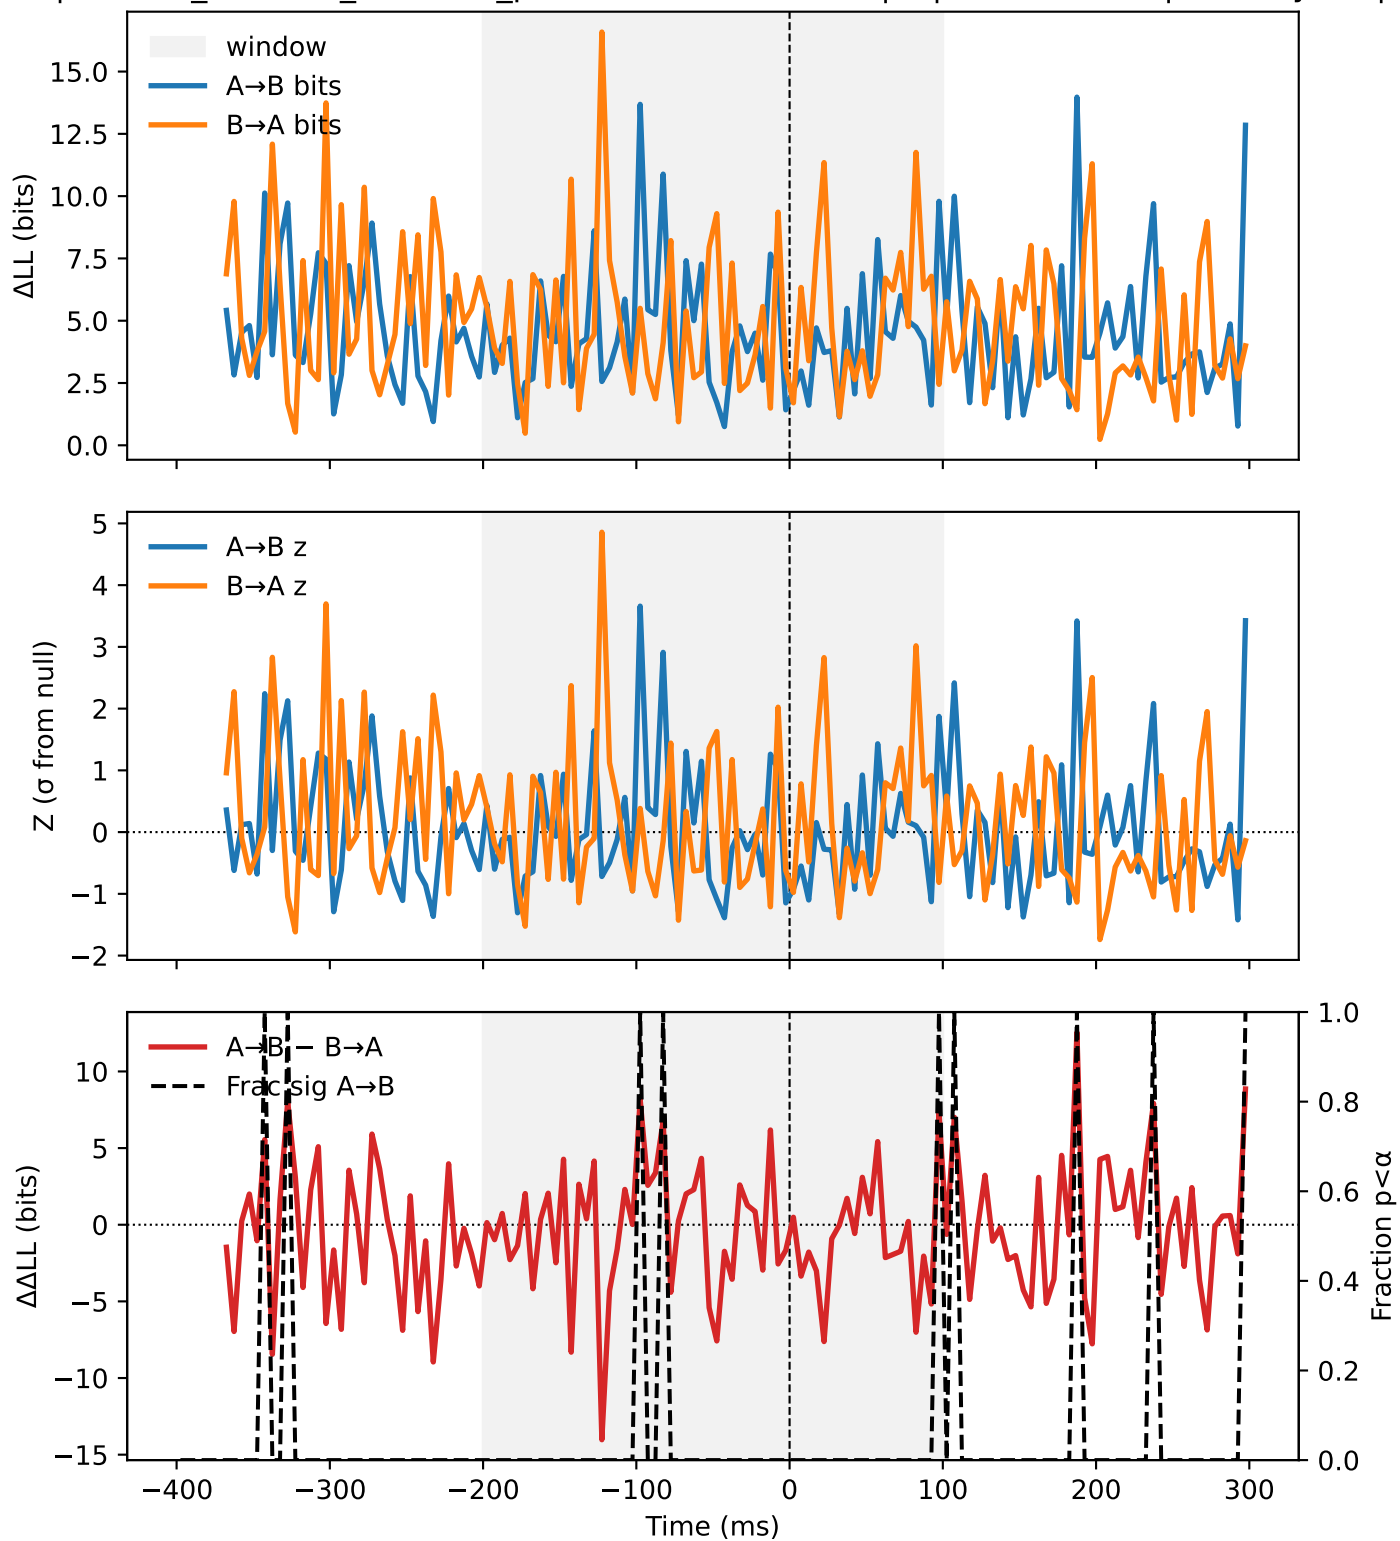 window
A→B bits
B→A bits
ΔLL (bits)
15.0
12.5
10.0
7.5
5.0
2.5
0.0
A→B z
B→A z
Z (σ from null)
5
4
3
2
1
0
−1
−2
A→B − B→A
Frac sig A→B
ΔΔLL (bits)
10
5
0
−5
−10
−15
1.0
0.8
0.6
0.4
0.2
0.0
Fraction p<α
−400 −300 −200 −100 0 100 200 300
Time (ms)